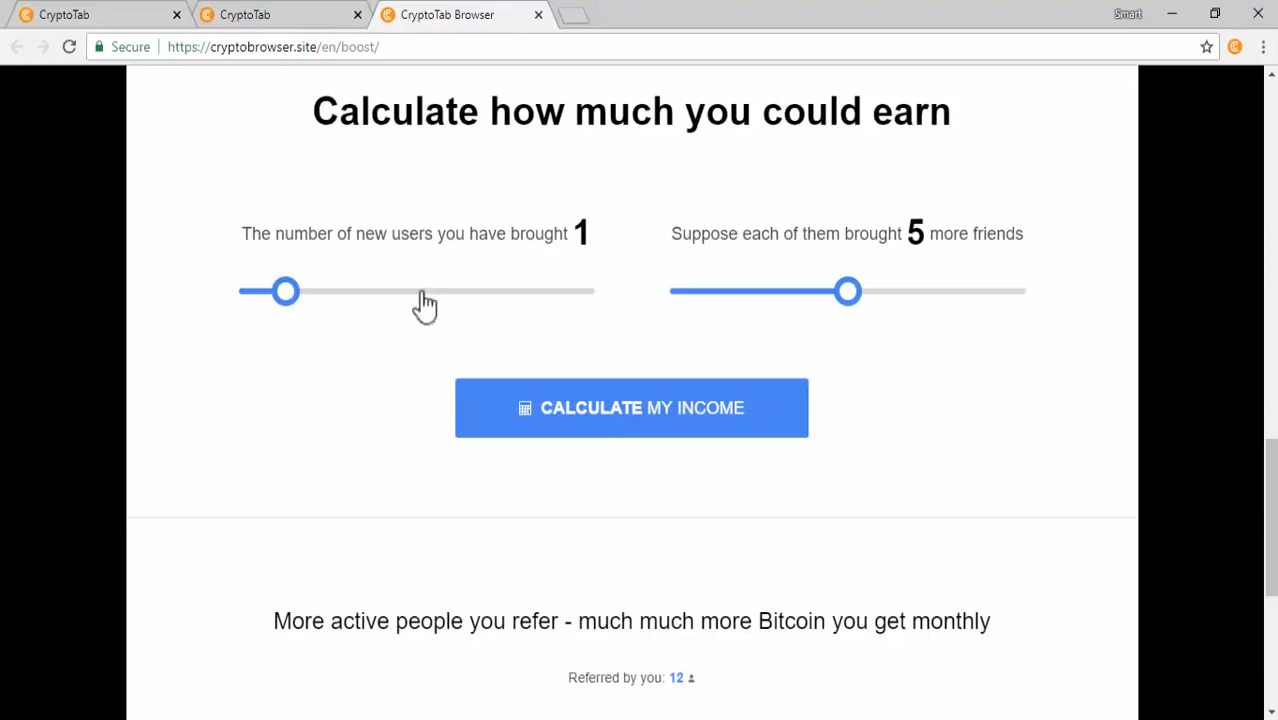 CryptoTab
CryptoTab
CryptoTab Browser
Smart
Secure
https://cryptobrowser.site/en/boost/
Calculate how much you could earn
The number of new users you have brought 1
Suppose each of them brought 5 more friends
CALCULATE MY INCOME
More active people you refer - much much more Bitcoin you get monthly
Referred by you: 12